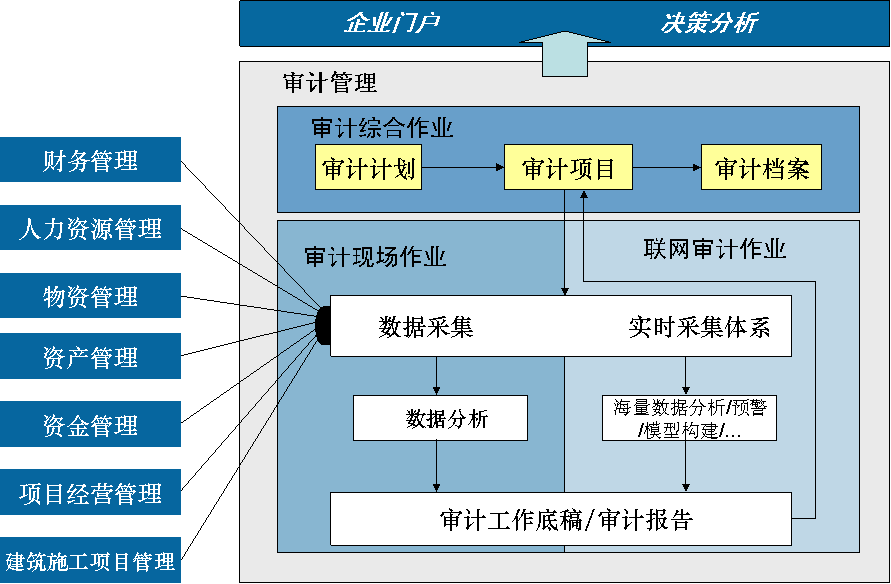 企业门户
决策分析
审计管理
审计综合作业
审计计划
审计项目
审计档案
财务管理
人力资源管理
物资管理
资产管理
资金管理
项目经营管理
建筑施工项目管理
审计现场作业
联网审计作业
数据采集
实时采集体系
数据分析
海量数据分析/预警
/模型构建/...
审计工作底稿/审计报告